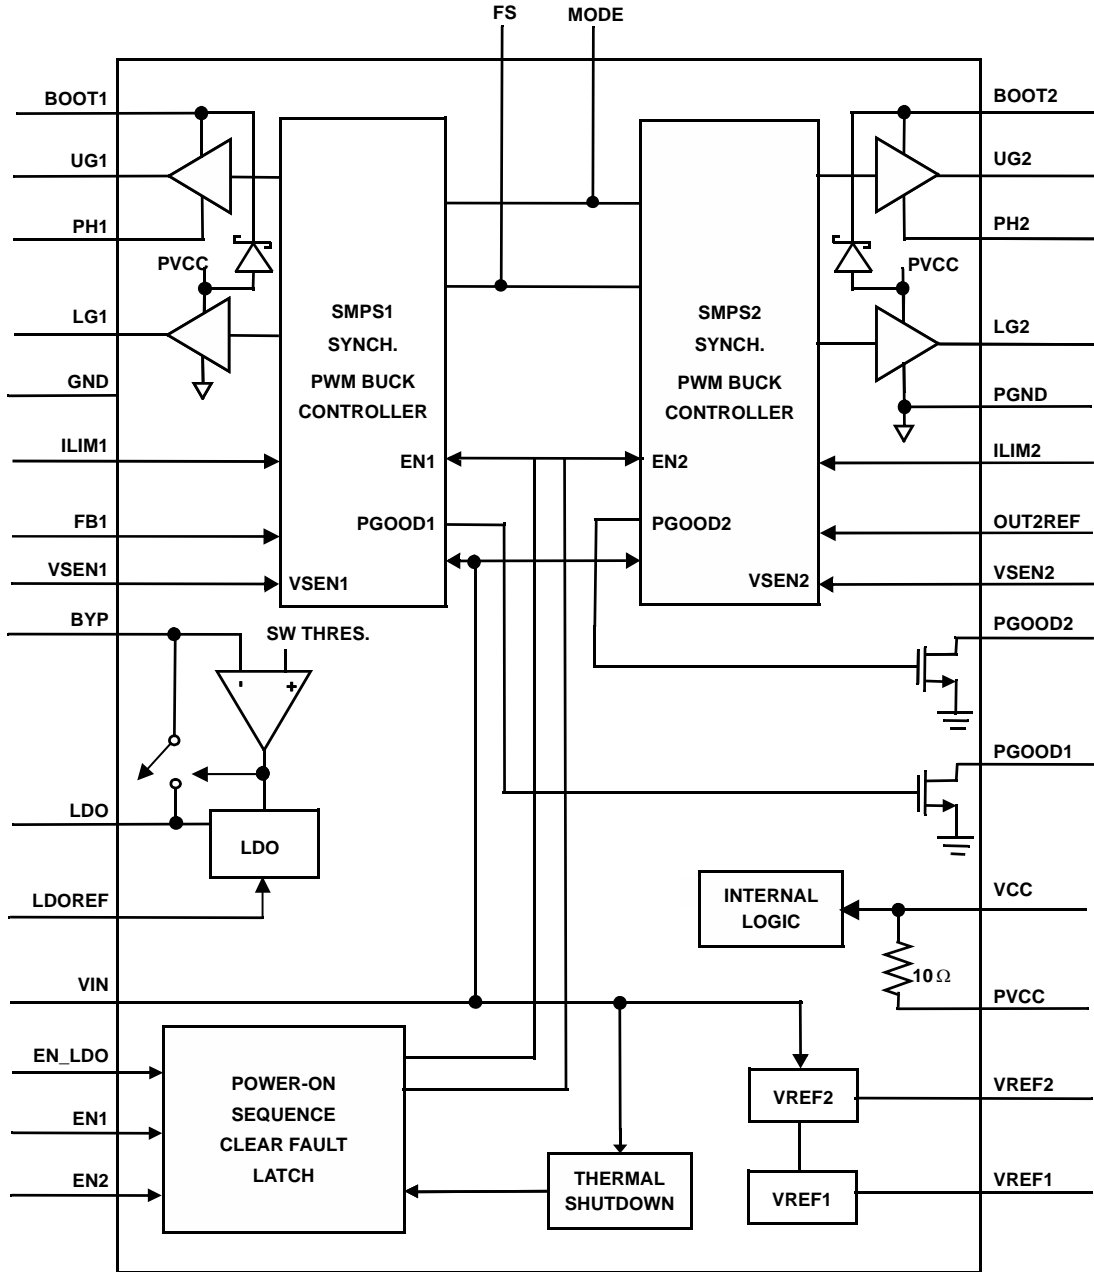 FS
MODE
BOOT1
UG1
PH1
PVCC
LG1
GND
ILIM1
FB1
VSEN1
BYP
LDO
LDOREF
VIN
EN_LDO
EN1
EN2
SMPS1
SYNCH.
PWM BUCK
CONTROLLER
EN1
PGOOD1
VSEN1
SMPS2
SYNCH.
PWM BUCK
CONTROLLER
EN2
PGOOD2
VSEN2
SW THRES.
- +
LDO
POWER-ON
SEQUENCE
CLEAR FAULT
LATCH
THERMAL
SHUTDOWN
INTERNAL
LOGIC
10 Ω
VREF2
VREF1
BOOT2
UG2
PH2
PVCC
LG2
PGND
ILIM2
OUT2REF
VSEN2
PGOOD2
PGOOD1
VCC
PVCC
VREF2
VREF1